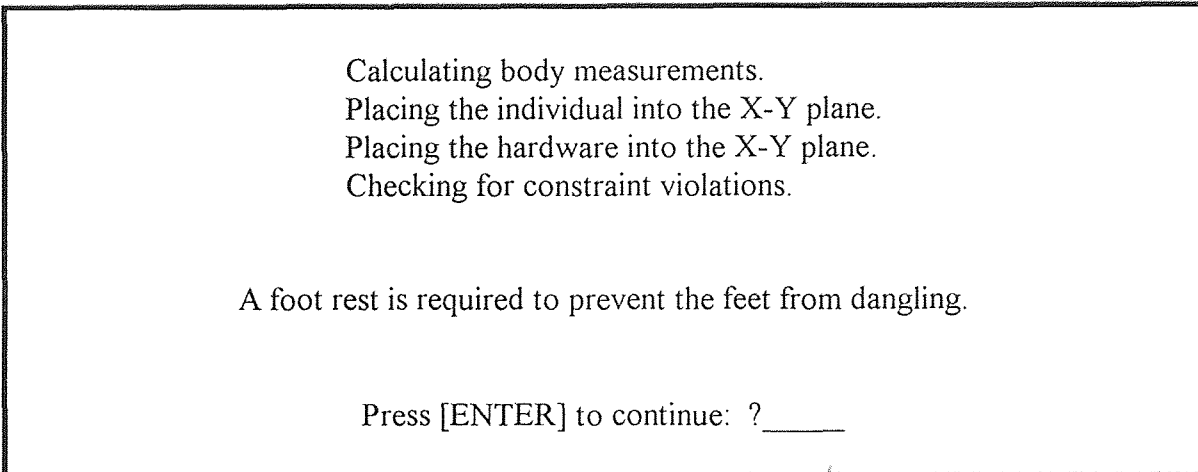 Calculating body measurements.
Placing the individual into the X-Y plane.
Placing the hardware into the X-Y plane.
Checking for constraint violations.
A foot rest is required to prevent the feet from dangling.
Press [ENTER] to continue: ?_____